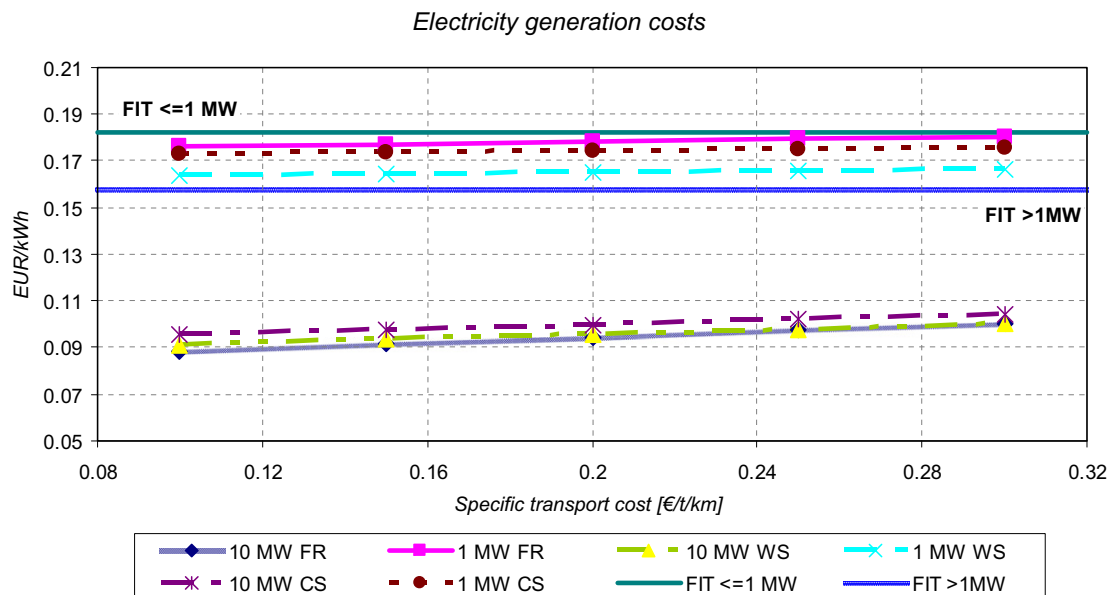 Electricity generation costs
0.21
0.19
0.17
0.15
0.13
0.11
0.09
0.07
0.05
EUR/kWh
FIT <=1 MW
FIT >1MW
0.08 0.12 0.16 0.2 0.24 0.28 0.32
Specific transport cost [€/t/km]
10 MW FR 1 MW FR 10 MW WS 1 MW WS
10 MW CS 1 MW CS FIT <=1 MW FIT >1MW